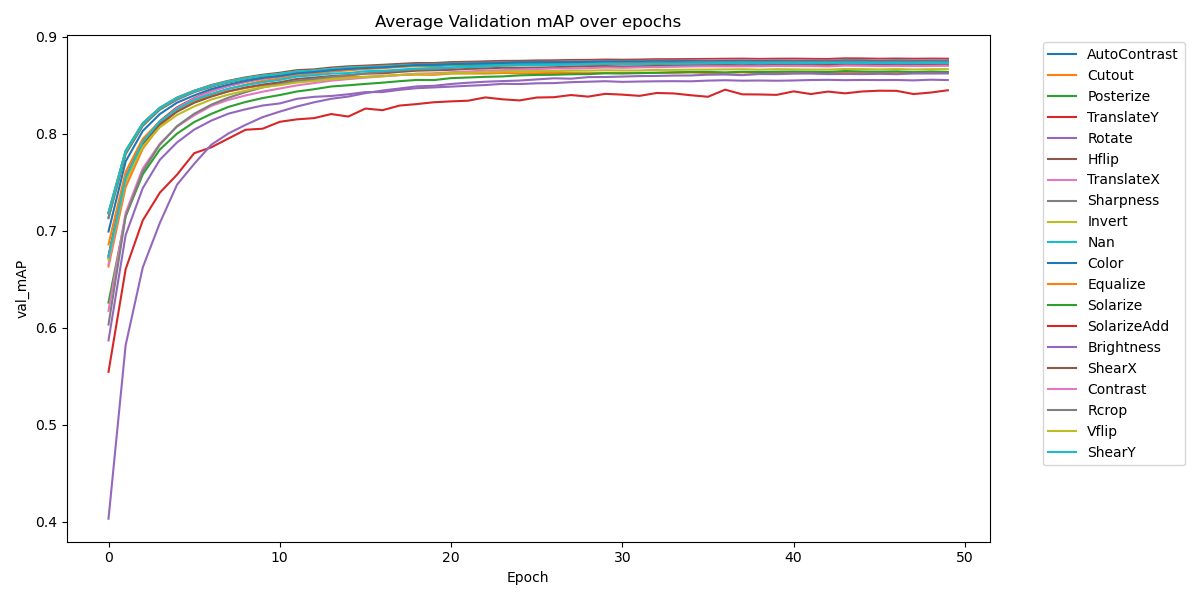 Average Validation mAP over epochs
0.9
0.8
0.7
0.6
0.5
0.4
val_mAP
0
10
20
30
40
50
Epoch
AutoContrast
Cutout
Posterize
TranslateY
Rotate
Hflip
TranslateX
Sharpness
Invert
Nan
Color
Equalize
Solarize
SolarizeAdd
Brightness
ShearX
Contrast
Rcrop
Vflip
ShearY